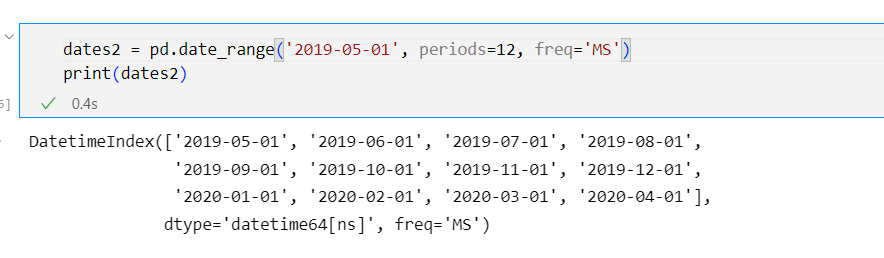 dates2 = pd.date_range('2019-05-01', periods=12, freq='MS')
print(dates2)
0.4s
DatetimeIndex(['2019-05-01', '2019-06-01', '2019-07-01', '2019-08-01',
'2019-09-01', '2019-10-01', '2019-11-01', '2019-12-01',
'2020-01-01', '2020-02-01', '2020-03-01', '2020-04-01'],
dtype='datetime64[ns]', freq='MS')